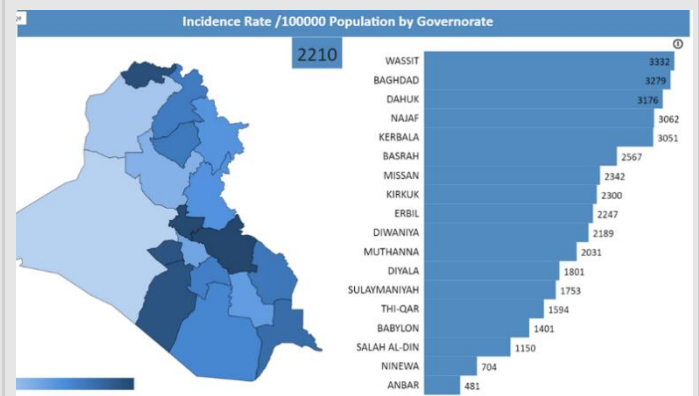 Incidence Rate /100000 Population by Governorate
2210
WASSIT 3332
BAGHDAD 3279
DAHUK 3176
NAJAF 3062
KERBALA 3051
BASRAH 2567
MISSAN 2342
KIRKUK 2300
ERBIL 2247
DIWANIYA 2189
MUTHANNA 2031
DIYALA 1801
SULAYMANIYAH 1753
THI-QAR 1594
BABYLON 1401
SALAH AL-DIN 1150
NINEWA 704
ANBAR 481